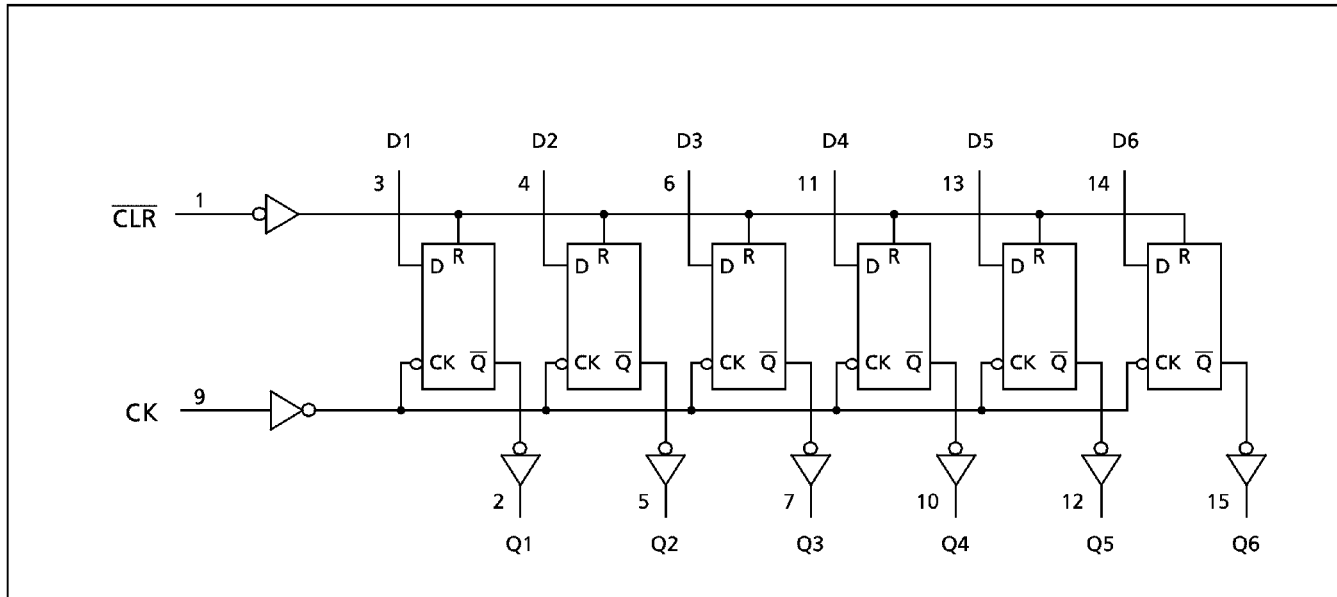 D1 D2 D3 D4 D5 D6
3 4 6 11 13 14
C̅L̅R̅ 1
R R R R R R
D D D D D D
CK Q̅ CK Q̅ CK Q̅ CK Q̅ CK Q̅ CK Q̅
CK 9
2 5 7 10 12 15
Q1 Q2 Q3 Q4 Q5 Q6